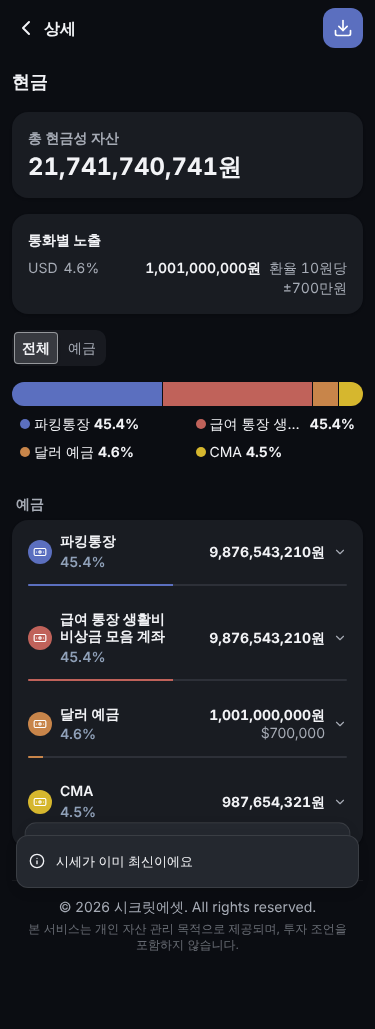 상세
현금
총 현금성 자산
21,741,740,741원
통화별 노출
USD 4.6% 1,001,000,000원 환율 10원당
±700만원
전체 예금
파킹통장 45.4% 급여 통장 생... 45.4%
달러 예금 4.6% CMA 4.5%
예금
파킹통장
45.4%
9,876,543,210원
급여 통장 생활비
비상금 모음 계좌
45.4%
9,876,543,210원
달러 예금
4.6%
1,001,000,000원
$700,000
CMA
4.5%
987,654,321원
시세가 이미 최신이에요
© 2026 시크릿에셋. All rights reserved.
본 서비스는 개인 자산 관리 목적으로 제공되며, 투자 조언을
포함하지 않습니다.